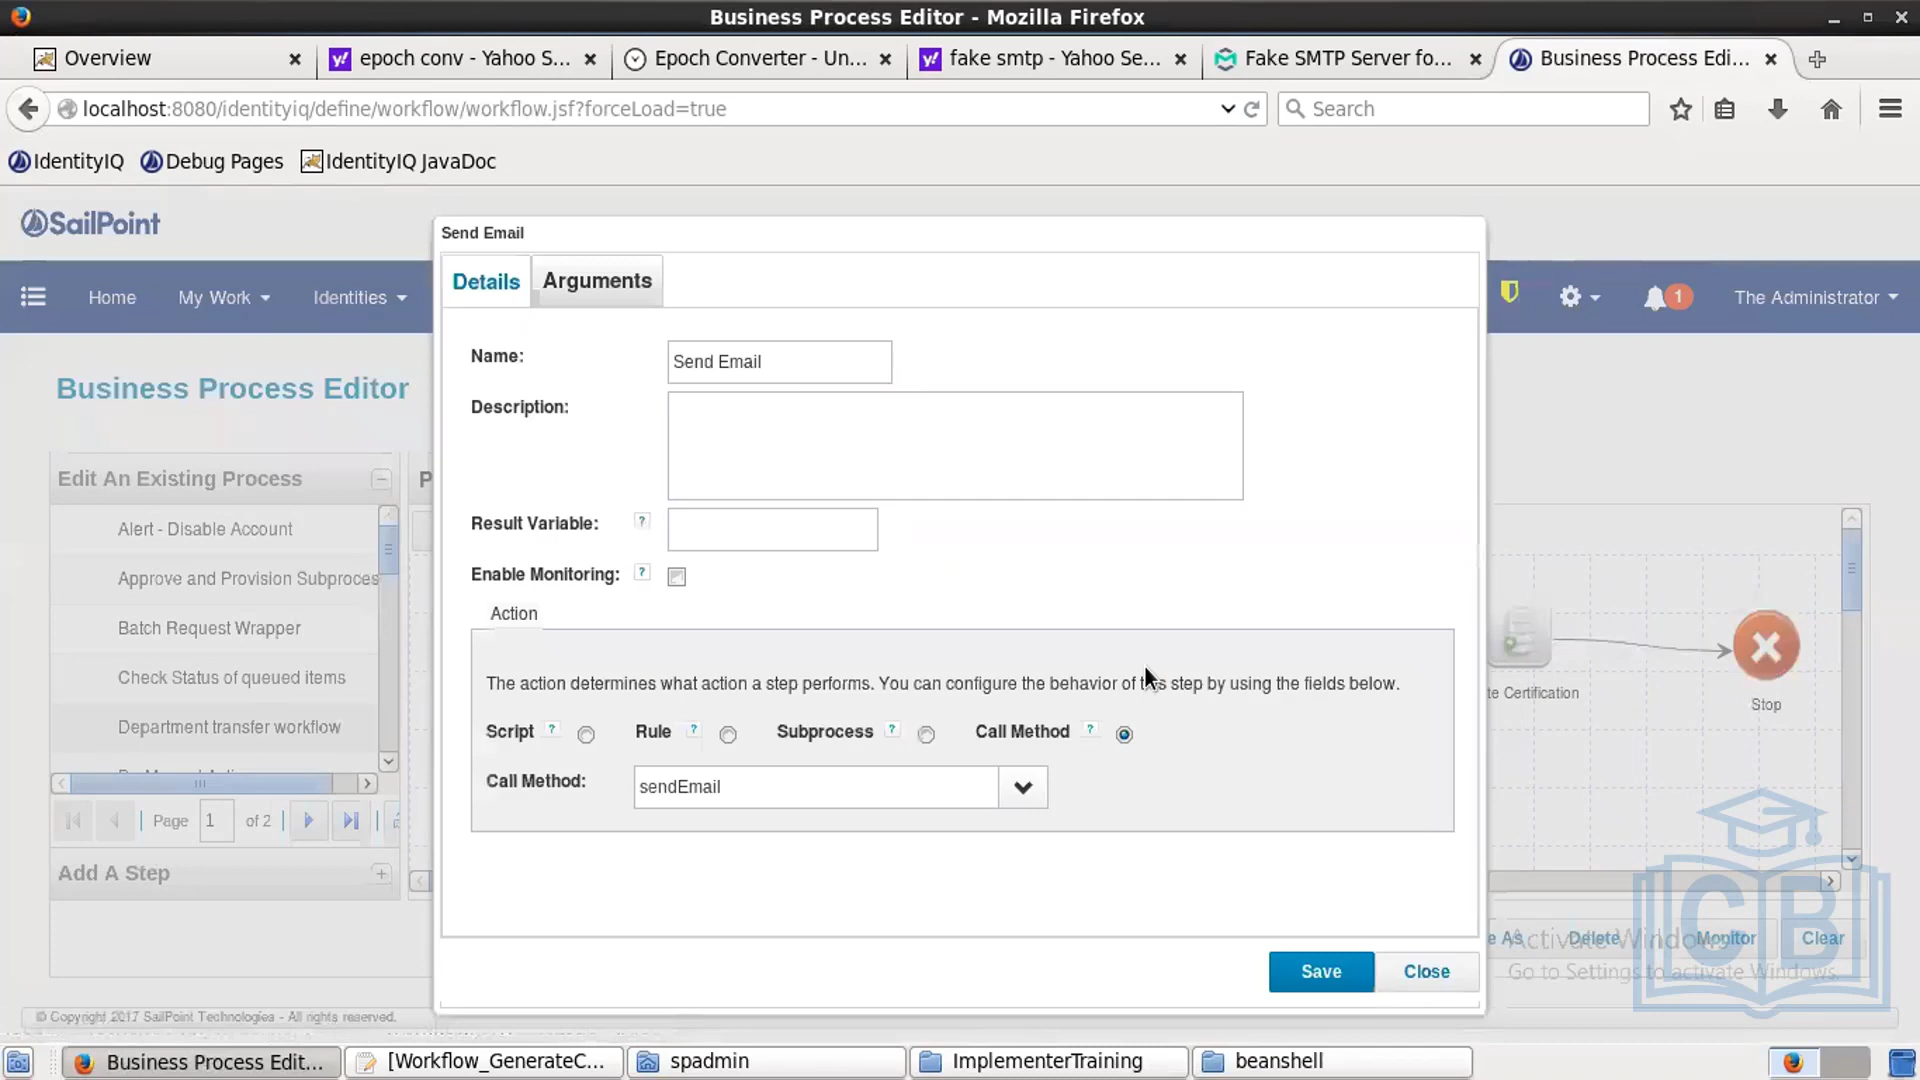 Business Process Editor - Mozilla Firefox
Overview
epoch conv - Yahoo S...
Epoch Converter - Un...
fake smtp - Yahoo Se...
Fake SMTP Server fo...
Business Process Edi...
localhost:8080/identityiq/define/workflow/workflow.jsf?forceLoad=true
Search
IdentityIQ
Debug Pages
IdentityIQ JavaDoc
SailPoint
Home
My Work
Identities
1
The Administrator
Business Process Editor
Edit An Existing Process
Alert - Disable Account
Approve and Provision Subproces
Batch Request Wrapper
Check Status of queued items
Department transfer workflow
Page 1 of 2
Add A Step
P
Send Email
Details
Arguments
Name:
Send Email
Description:
Result Variable: ?
Enable Monitoring: ?
Action
The action determines what action a step performs. You can configure the behavior of this step by using the fields below.
Script ? Rule ? Subprocess ? Call Method ?
Call Method:
sendEmail
Save
Close
te Certification
Stop
e As
Delete
Monitor
Clear
Activate Windows
Go to Settings to activate Windows.
CB
© Copyright 2017 SailPoint Technologies - All rights reserved.
Business Process Edit...
[Workflow_GenerateC...
spadmin
ImplementerTraining
beanshell